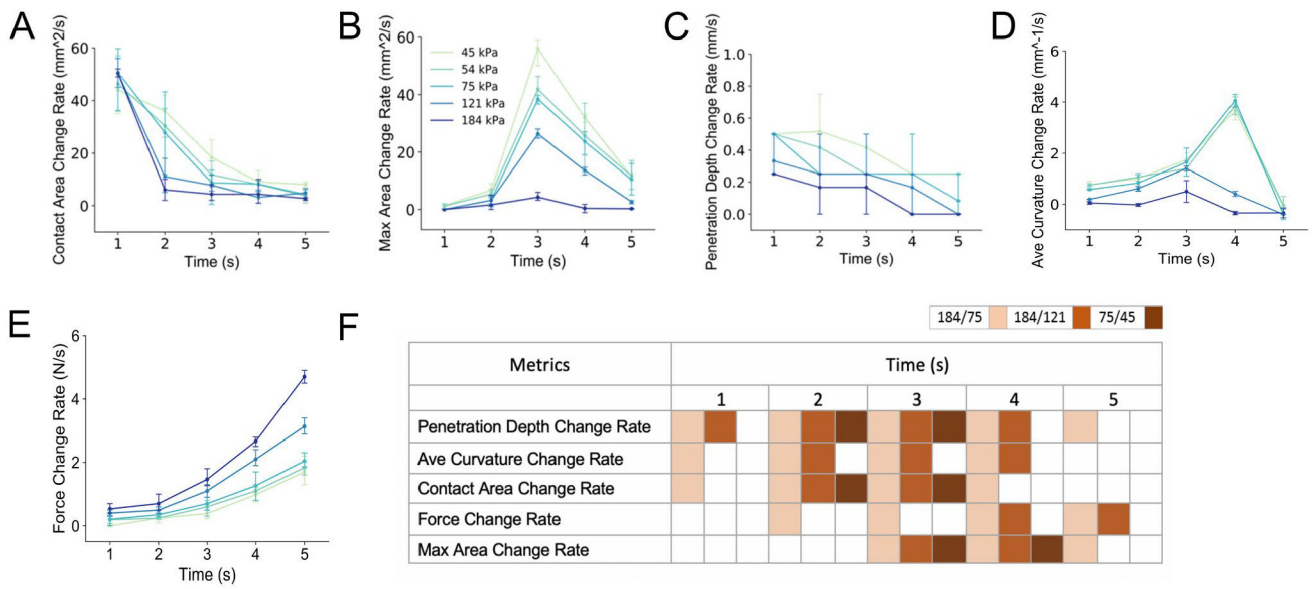 A
Contact Area Change Rate (mm^2/s)
60
40
20
0
1 2 3 4 5
Time (s)
B
Max Area Change Rate (mm^2/s)
60
40
20
0
45 kPa
54 kPa
75 kPa
121 kPa
184 kPa
1 2 3 4 5
Time (s)
C
Penetration Depth Change Rate (mm/s)
1.0
0.8
0.6
0.4
0.2
0.0
1 2 3 4 5
Time (s)
D
Ave Curvature Change Rate (mm^-1/s)
6
4
2
0
1 2 3 4 5
Time (s)
E
Force Change Rate (N/s)
6
4
2
0
1 2 3 4 5
Time (s)
F
184/75 184/121 75/45
Metrics Time (s)
1 2 3 4 5
Penetration Depth Change Rate
Ave Curvature Change Rate
Contact Area Change Rate
Force Change Rate
Max Area Change Rate